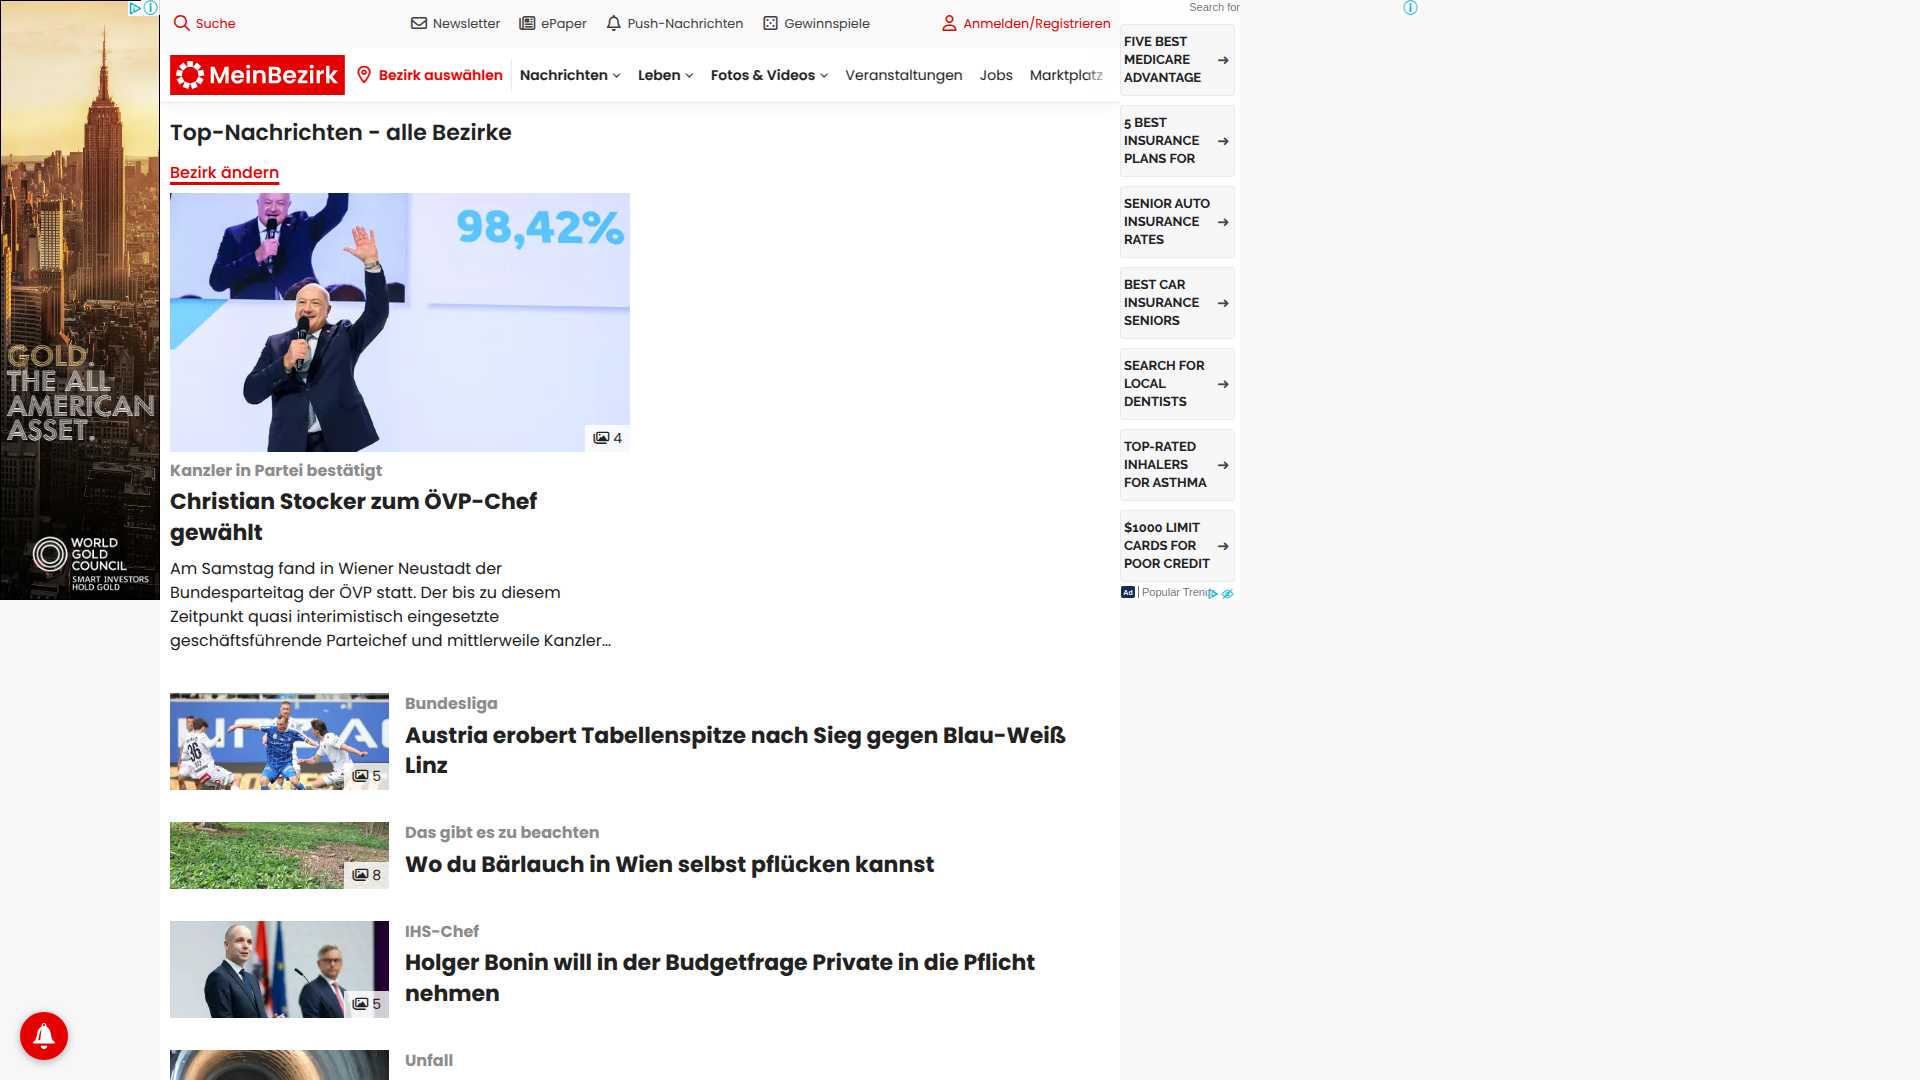 Suche
Newsletter
ePaper
Push-Nachrichten
Gewinnspiele
Anmelden/Registrieren
MeinBezirk
Bezirk auswählen
Nachrichten
Leben
Fotos & Videos
Veranstaltungen
Jobs
Marktplatz
Top-Nachrichten - alle Bezirke
Bezirk ändern
98,42%
4
Kanzler in Partei bestätigt
Christian Stocker zum ÖVP-Chef
gewählt
Am Samstag fand in Wiener Neustadt der
Bundesparteitag der ÖVP statt. Der bis zu diesem
Zeitpunkt quasi interimistisch eingesetzte
geschäftsführende Parteichef und mittlerweile Kanzler...
36
5
Bundesliga
Austria erobert Tabellenspitze nach Sieg gegen Blau-Weiß
Linz
8
Das gibt es zu beachten
Wo du Bärlauch in Wien selbst pflücken kannst
5
IHS-Chef
Holger Bonin will in der Budgetfrage Private in die Pflicht
nehmen
Unfall
GOLD.
THE ALL
AMERICAN
ASSET.
WORLD
GOLD
COUNCIL
SMART INVESTORS
HOLD GOLD
Search for
FIVE BEST
MEDICARE
ADVANTAGE
5 BEST
INSURANCE
PLANS FOR
SENIOR AUTO
INSURANCE
RATES
BEST CAR
INSURANCE
SENIORS
SEARCH FOR
LOCAL
DENTISTS
TOP-RATED
INHALERS
FOR ASTHMA
$1000 LIMIT
CARDS FOR
POOR CREDIT
Ad | Popular Trends